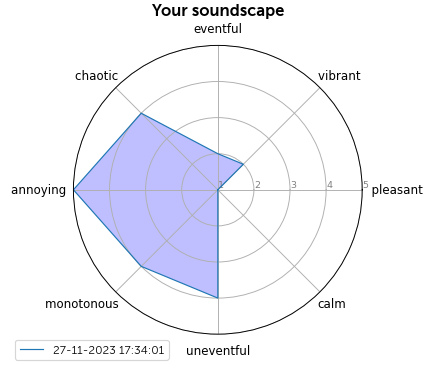 Your soundscape
eventful
chaotic
vibrant
annoying
1 2 3 4 5
pleasant
monotonous
calm
uneventful
27-11-2023 17:34:01